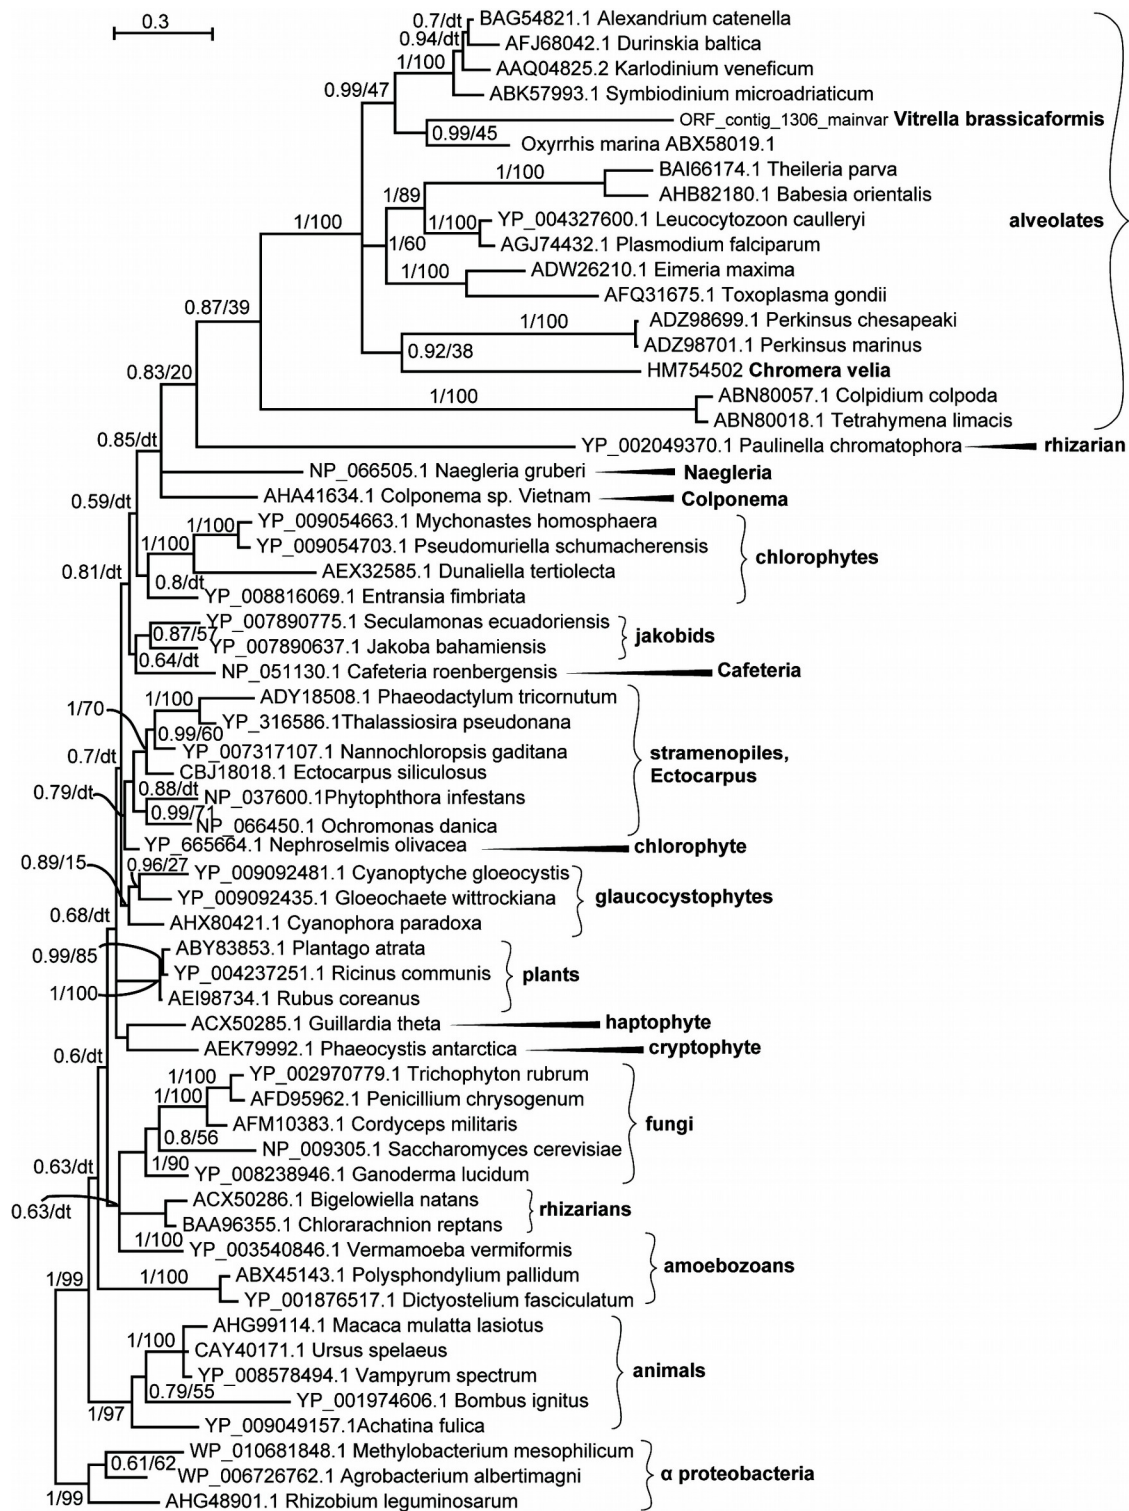 0.3
0.7/dt
BAG54821.1 Alexandrium catenella
0.94/dt
AFJ68042.1 Durinskia baltica
1/100
AAQ04825.2 Karlodinium veneficum
0.99/47
ABK57993.1 Symbiodinium microadriaticum
ORF_contig_1306_mainvar Vitrella brassicaformis
0.99/45
Oxyrrhis marina ABX58019.1
1/100
BAI66174.1 Theileria parva
1/89
AHB82180.1 Babesia orientalis
1/100
1/100
YP_004327600.1 Leucocytozoon caulleryi
alveolates
1/60
AGJ74432.1 Plasmodium falciparum
1/100
ADW26210.1 Eimeria maxima
AFQ31675.1 Toxoplasma gondii
0.87/39
1/100
ADZ98699.1 Perkinsus chesapeaki
0.92/38
ADZ98701.1 Perkinsus marinus
0.83/20
HM754502 Chromera velia
1/100
ABN80057.1 Colpidium colpoda
ABN80018.1 Tetrahymena limacis
0.85/dt
YP_002049370.1 Paulinella chromatophora
rhizarian
NP_066505.1 Naegleria gruberi
Naegleria
0.59/dt
AHA41634.1 Colponema sp. Vietnam
Colponema
1/100
YP_009054663.1 Mychonastes homosphaera
1/100
YP_009054703.1 Pseudomuriella schumacherensis
chlorophytes
0.81/dt
0.8/dt
AEX32585.1 Dunaliella tertiolecta
YP_008816069.1 Entransia fimbriata
YP_007890775.1 Seculamonas ecuadoriensis
0.87/57
jakobids
YP_007890637.1 Jakoba bahamiensis
0.64/dt
NP_051130.1 Cafeteria roenbergensis
Cafeteria
1/100
ADY18508.1 Phaeodactylum tricornutum
1/70
YP_316586.1Thalassiosira pseudonana
0.99/60
0.7/dt
YP_007317107.1 Nannochloropsis gaditana
stramenopiles,
Ectocarpus
CBJ18018.1 Ectocarpus siliculosus
0.79/dt
0.88/dt
NP_037600.1Phytophthora infestans
0.99/71
NP_066450.1 Ochromonas danica
YP_665664.1 Nephroselmis olivacea
chlorophyte
0.89/15
0.96/27
YP_009092481.1 Cyanoptyche gloeocystis
YP_009092435.1 Gloeochaete wittrockiana
glaucocystophytes
0.68/dt
AHX80421.1 Cyanophora paradoxa
0.99/85
ABY83853.1 Plantago atrata
YP_004237251.1 Ricinus communis
plants
1/100
AEI98734.1 Rubus coreanus
ACX50285.1 Guillardia theta
haptophyte
0.6/dt
AEK79992.1 Phaeocystis antarctica
cryptophyte
1/100
YP_002970779.1 Trichophyton rubrum
1/100
AFD95962.1 Penicillium chrysogenum
AFM10383.1 Cordyceps militaris
fungi
0.8/56
NP_009305.1 Saccharomyces cerevisiae
0.63/dt
1/90
YP_008238946.1 Ganoderma lucidum
0.63/dt
ACX50286.1 Bigelowiella natans
rhizarians
BAA96355.1 Chlorarachnion reptans
1/100
YP_003540846.1 Vermamoeba vermiformis
amoebozoans
1/99
1/100
ABX45143.1 Polysphondylium pallidum
YP_001876517.1 Dictyostelium fasciculatum
AHG99114.1 Macaca mulatta lasiotus
1/100
CAY40171.1 Ursus spelaeus
animals
YP_008578494.1 Vampyrum spectrum
0.79/55
YP_001974606.1 Bombus ignitus
1/97
YP_009049157.1Achatina fulica
WP_010681848.1 Methylobacterium mesophilicum
0.61/62
WP_006726762.1 Agrobacterium albertimagni
α proteobacteria
1/99
AHG48901.1 Rhizobium leguminosarum